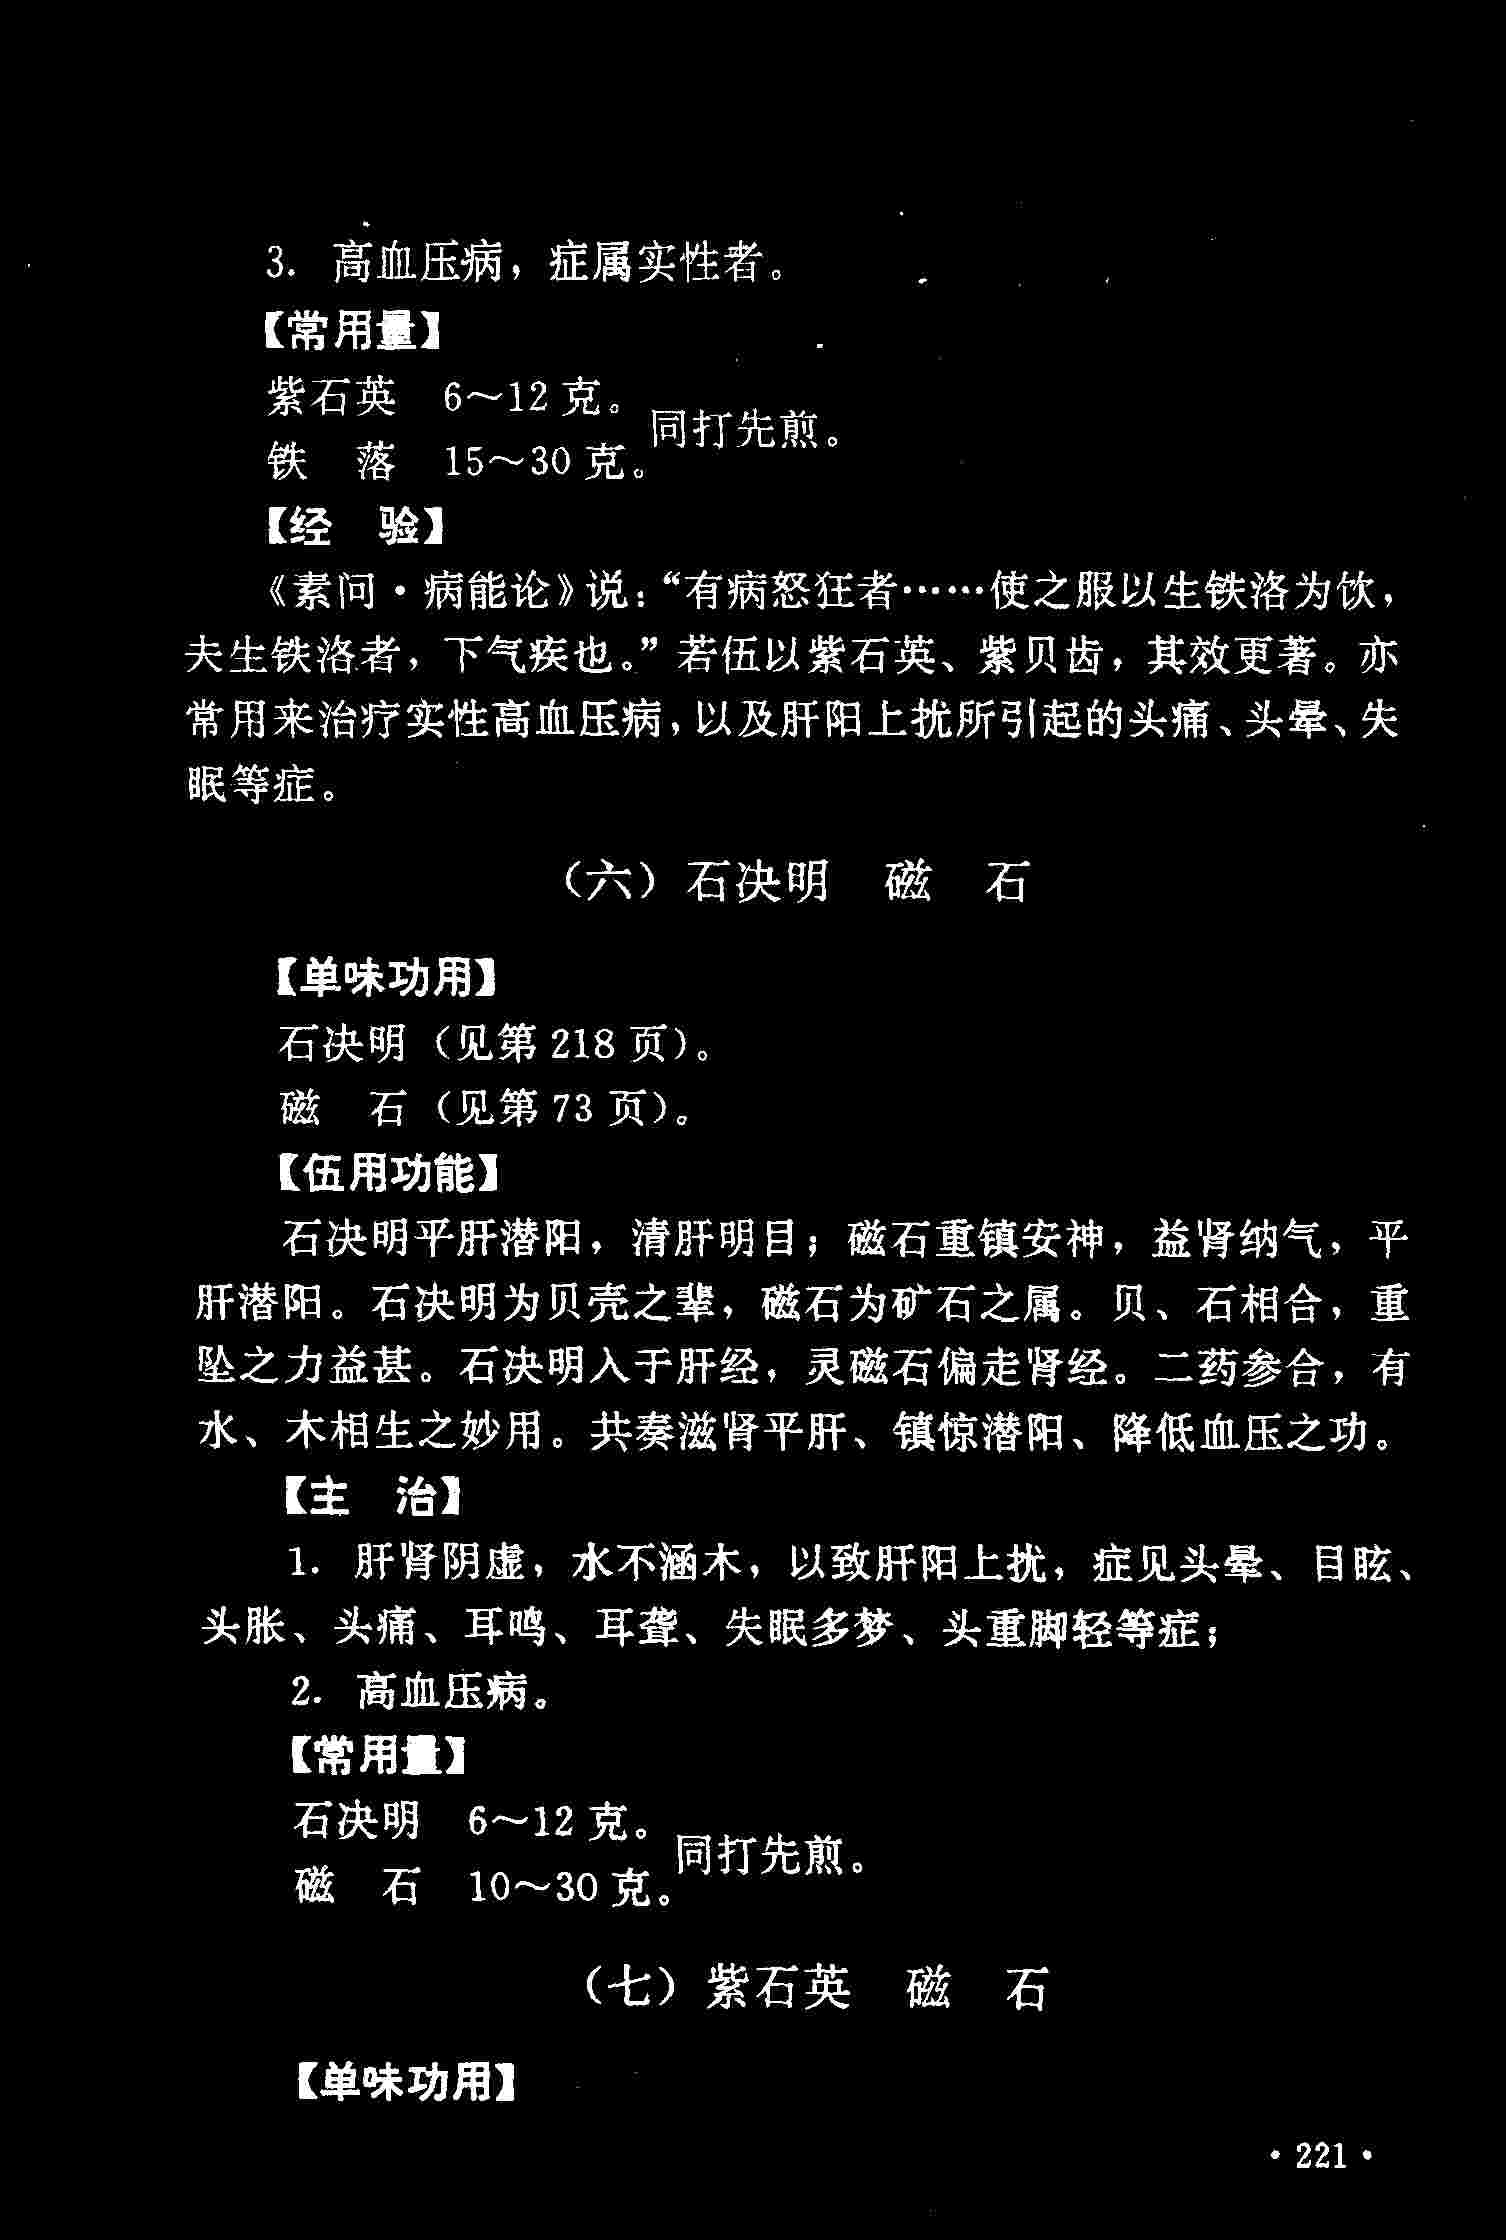 3. 高血压病，症属实性者。
【常用量】
紫石英 6～12 克。
同打先煎。
铁 落 15～30 克。
【经 验】
《素问·病能论》说：“有病怒狂者……使之服以生铁洛为饮，
夫生铁洛者，下气疾也。”若伍以紫石英、紫贝齿，其效更著。亦
常用来治疗实性高血压病，以及肝阳上扰所引起的头痛、头晕、失
眠等症。
（六）石决明 磁 石
【单味功用】
石决明（见第 218 页）。
磁 石（见第 73 页）。
【伍用功能】
石决明平肝潜阳，清肝明目；磁石重镇安神，益肾纳气，平
肝潜阳。石决明为贝壳之辈，磁石为矿石之属。贝、石相合，重
坠之力益甚。石决明入于肝经，灵磁石偏走肾经。二药参合，有
水、木相生之妙用。共奏滋肾平肝、镇惊潜阳、降低血压之功。
【主 治】
1. 肝肾阴虚，水不涵木，以致肝阳上扰，症见头晕、目眩、
头胀、头痛、耳鸣、耳聋、失眠多梦、头重脚轻等症；
2. 高血压病。
【常用量】
石决明 6～12 克。
同打先煎。
磁 石 10～30 克。
（七）紫石英 磁 石
【单味功用】
·221·